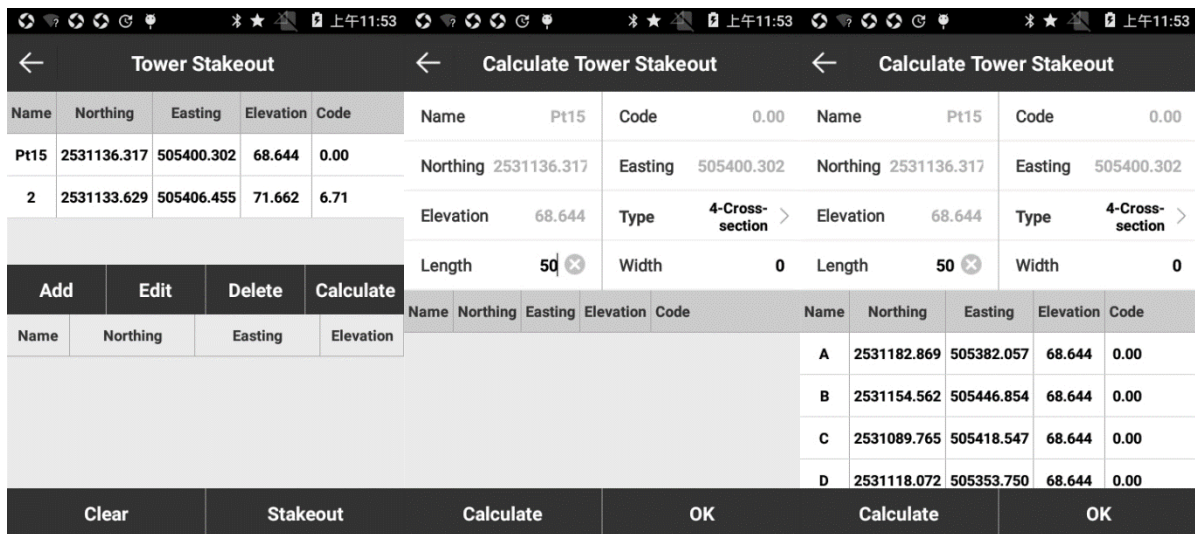 上午11:53
Tower Stakeout
Name Northing Easting Elevation Code
Pt15 2531136.317 505400.302 68.644 0.00
2 2531133.629 505406.455 71.662 6.71
Add Edit Delete Calculate
Name Northing Easting Elevation
Clear Stakeout
上午11:53
Calculate Tower Stakeout
Name Pt15 Code 0.00
Northing 2531136.317 Easting 505400.302
Elevation 68.644 Type 4-Cross-
section
Length 50 Width 0
Name Northing Easting Elevation Code
Calculate OK
上午11:53
Calculate Tower Stakeout
Name Pt15 Code 0.00
Northing 2531136.317 Easting 505400.302
Elevation 68.644 Type 4-Cross-
section
Length 50 Width 0
Name Northing Easting Elevation Code
A 2531182.869 505382.057 68.644 0.00
B 2531154.562 505446.854 68.644 0.00
C 2531089.765 505418.547 68.644 0.00
D 2531118.072 505353.750 68.644 0.00
Calculate OK